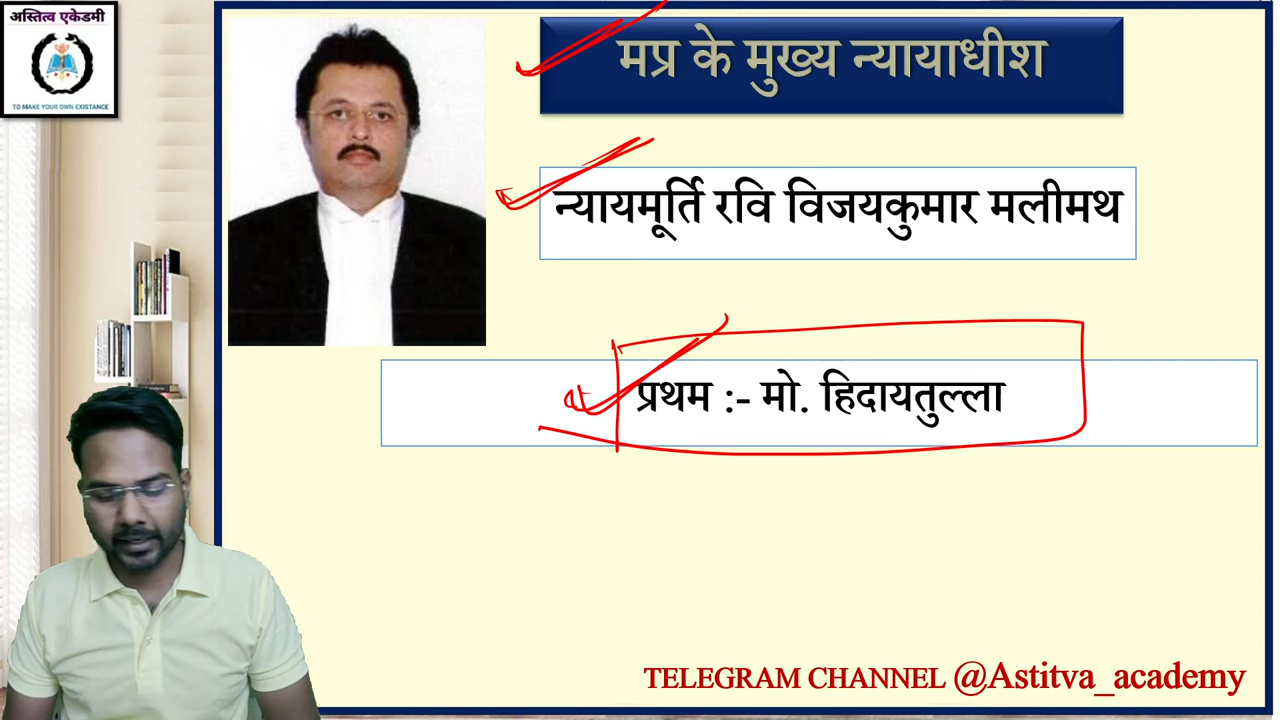 अस्तित्व एकेडमी
TO MAKE YOUR OWN EXISTANCE
मप्र के मुख्य न्यायाधीश
न्यायमूर्ति रवि विजयकुमार मलीमथ
प्रथम :- मो. हिदायतुल्ला
TELEGRAM CHANNEL @Astitva_academy